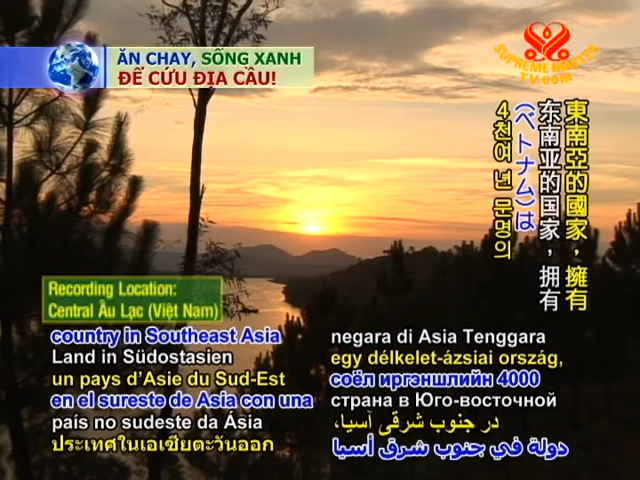 ĂN CHAY, SỐNG XANH
ĐỂ CỨU ĐỊA CẦU!
SUPREME MASTER
TV.COM
東南亞的國家，擁有
东南亚的国家，拥有
(ベトナム)は
4천여 년 문명의
Recording Location:
Central Âu Lạc (Việt Nam)
country in Southeast Asia
Land in Südostasien
un pays d'Asie du Sud-Est
en el sureste de Asia con una
país no sudeste da Ásia
ประเทศในเอเชียตะวันออก
negara di Asia Tenggara
egy délkelet-ázsiai ország,
соёл иргэншлийн 4000
страна в Юго-восточной
در جنوب شرقی آسیا،
دولة في جنوب شرق أسيا